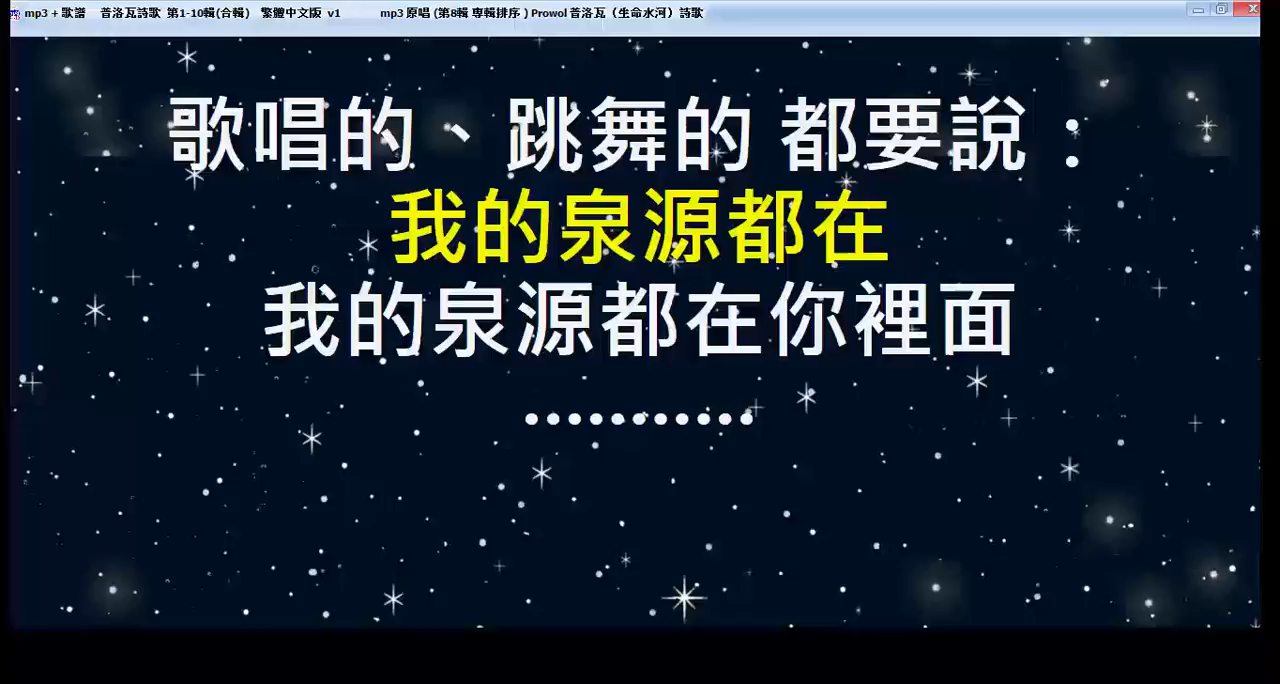 mp3 + 歌譜 普洛瓦詩歌 第1-10輯(合輯) 繁體中文版 v1 mp3 原唱 (第8輯 專輯排序 ) Prowol 普洛瓦（生命水河）詩歌
歌唱的、跳舞的 都要說：
我的泉源都在
我的泉源都在你裡面
●●●●●●●●●●●